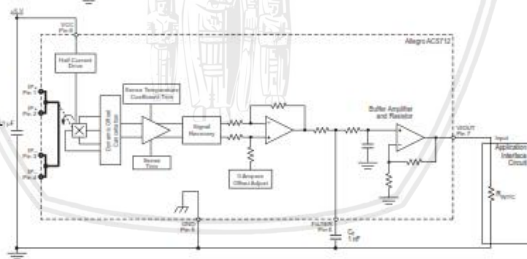 +5 V
VCC
Pin 8
Allegro ACS712
Hall Current
Drive
IP+
Pin 1
IP+
Pin 2
IP−
Pin 3
IP−
Pin 4
Sense Temperature
Coefficient Trim
Dynamic Offset
Cancellation
Signal
Recovery
Sense
Trim
0 Ampere
Offset Adjust
Buffer Amplifier
and Resistor
VIOUT
Pin 7
Input
Application
Interface
Circuit
GND
Pin 5
FILTER
Pin 6
1 nF